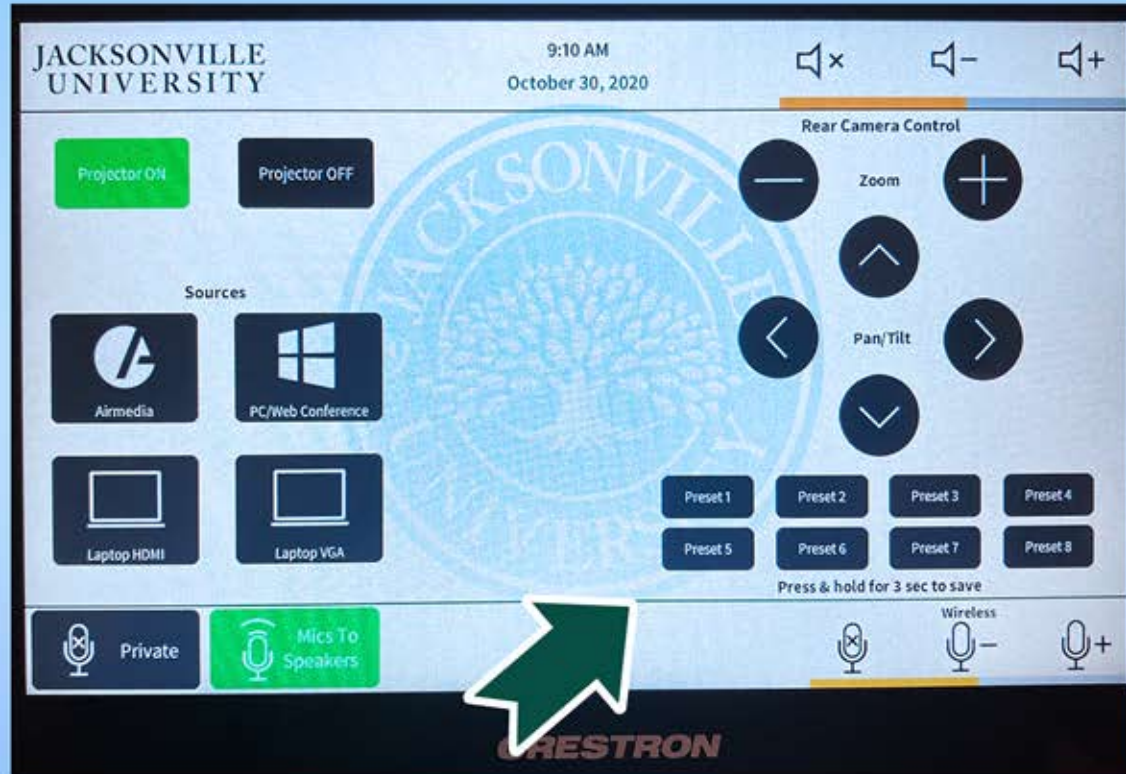 JACKSONVILLE
UNIVERSITY
9:10 AM
October 30, 2020
Projector ON
Projector OFF
Sources
Airmedia
PC/Web Conference
Laptop HDMI
Laptop VGA
Rear Camera Control
Zoom
Pan/Tilt
Preset 1
Preset 2
Preset 3
Preset 4
Preset 5
Preset 6
Preset 7
Preset 8
Press & hold for 3 sec to save
Private
Mics To
Speakers
Wireless
JACKSONVILLE
CRESTRON